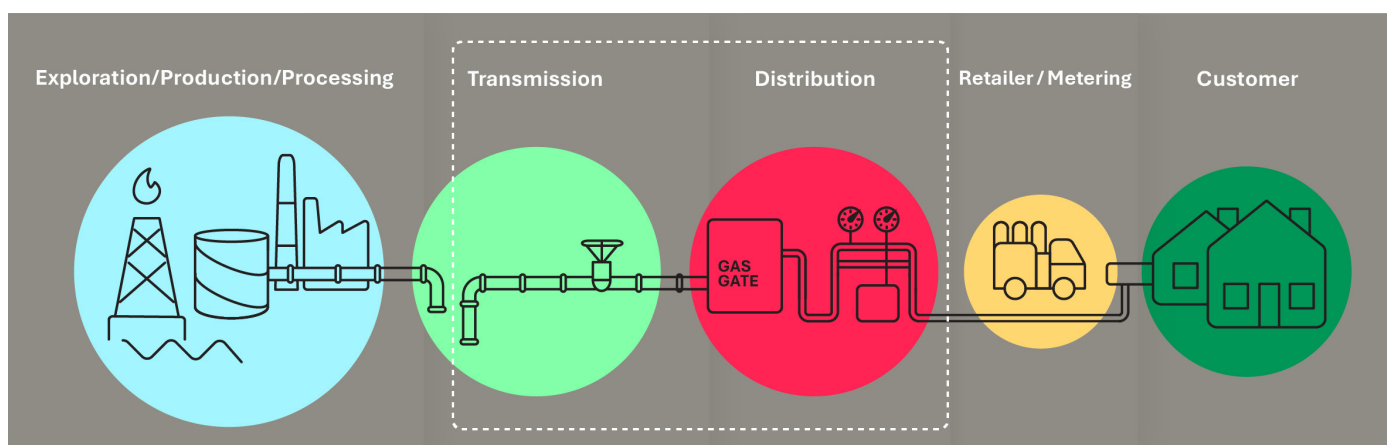 Exploration/Production/Processing
Transmission
Distribution
Retailer / Metering
Customer
GAS
GATE